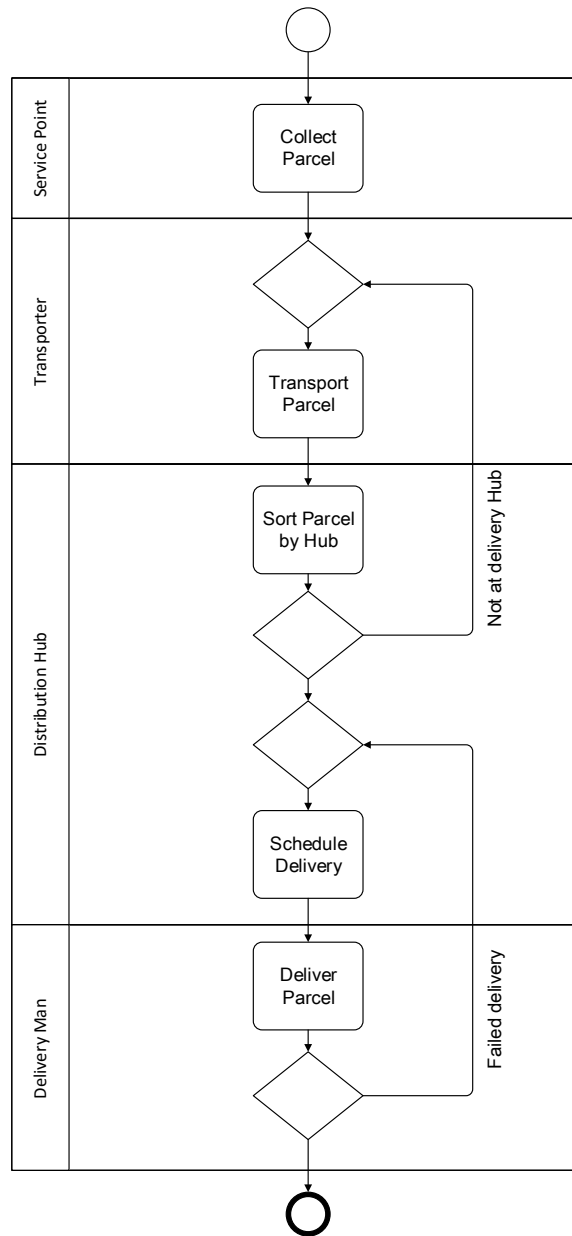 Service Point
Collect
Parcel
Transporter
Transport
Parcel
Distribution Hub
Sort Parcel
by Hub
Not at delivery Hub
Schedule
Delivery
Delivery Man
Deliver
Parcel
Failed delivery